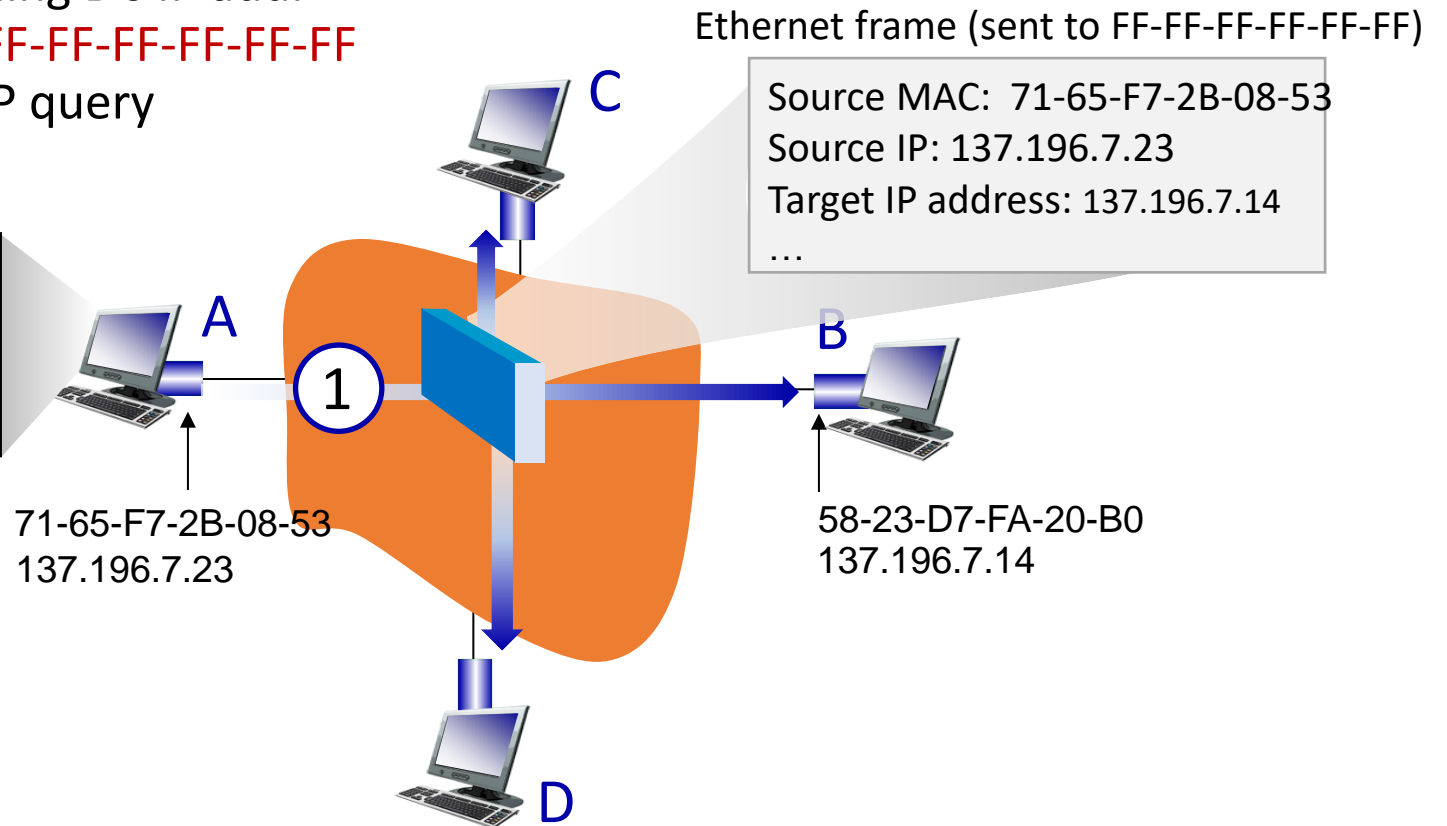 FF-FF-FF-FF-FF-FF
query
Ethernet frame (sent to FF-FF-FF-FF-FF-FF)
Source MAC: 71-65-F7-2B-08-53
Source IP: 137.196.7.23
Target IP address: 137.196.7.14
…
C
A
B
1
71-65-F7-2B-08-53
137.196.7.23
58-23-D7-FA-20-B0
137.196.7.14
D